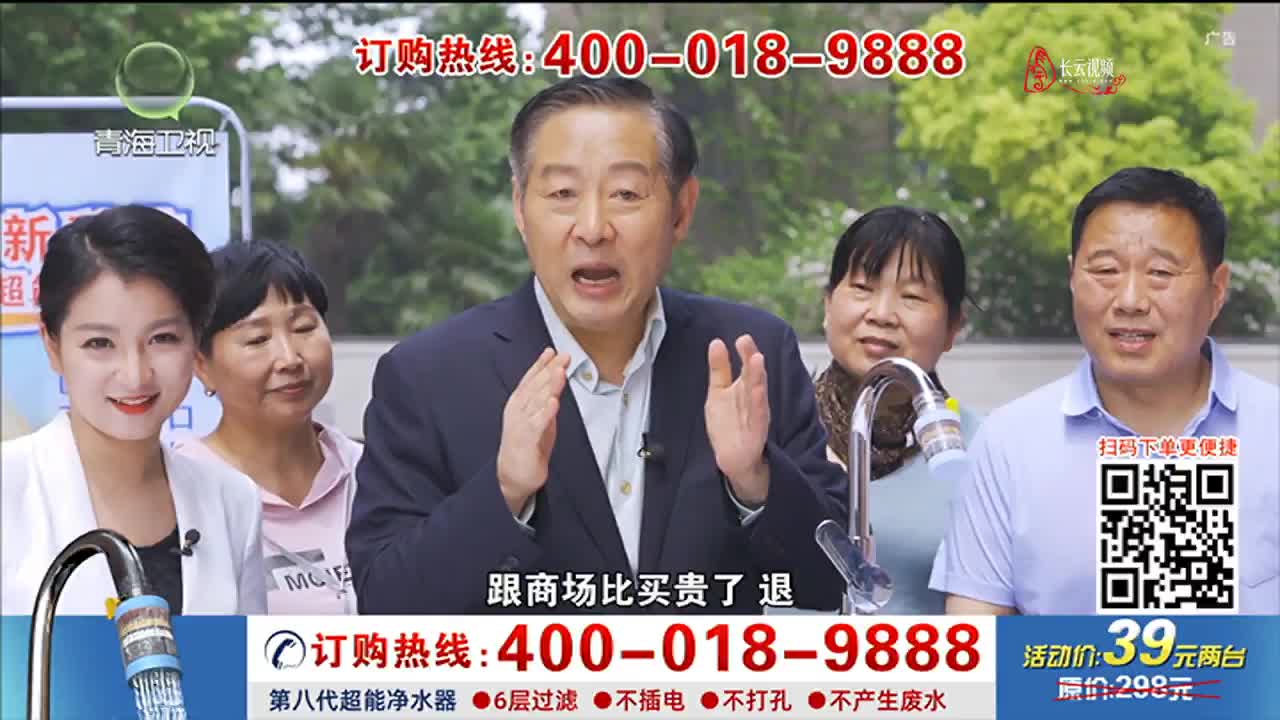 订购热线:400-018-9888
广告
长云视频
青海卫视
新
超
扫码下单更便捷
MO
跟商场比买贵了 退
订购热线:400-018-9888
活动价:39元两台
原价:298元
第八代超能净水器 ●6层过滤 ●不插电 ●不打孔 ●不产生废水